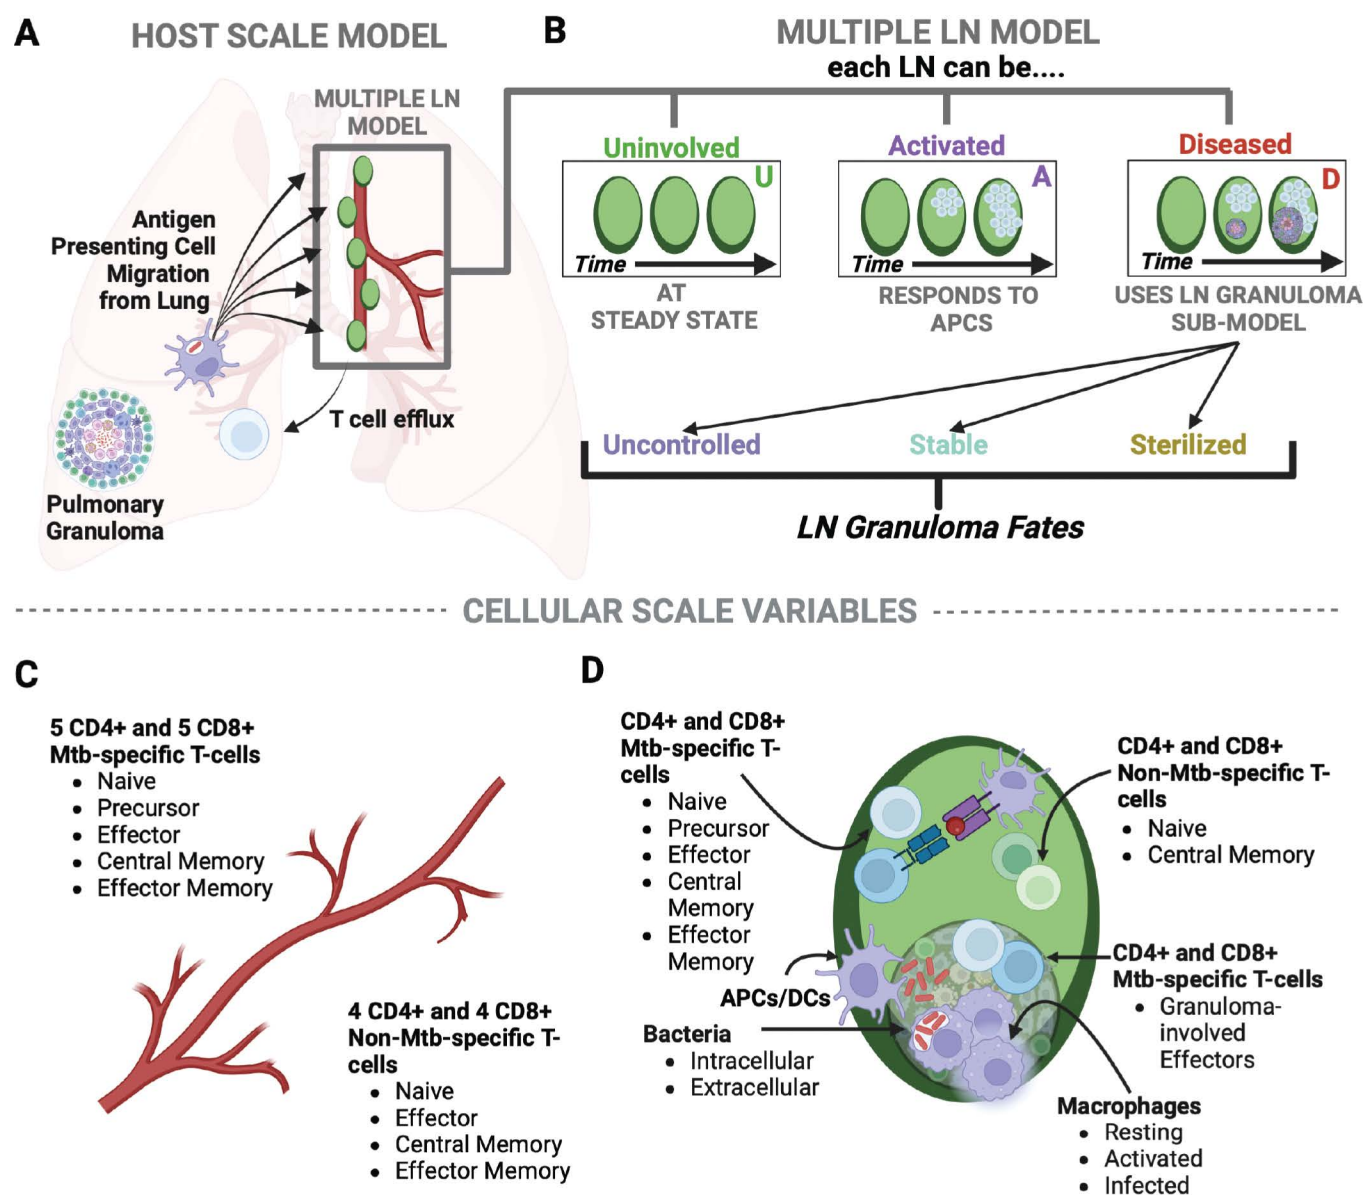 A
HOST SCALE MODEL
MULTIPLE LN
MODEL
Antigen
Presenting Cell
Migration
from Lung
T cell efflux
Pulmonary
Granuloma
B
MULTIPLE LN MODEL
each LN can be....
Uninvolved
U
Time
AT
STEADY STATE
Activated
A
Time
RESPONDS TO
APCS
Diseased
D
Time
USES LN GRANULOMA
SUB-MODEL
Uncontrolled
Stable
Sterilized
LN Granuloma Fates
CELLULAR SCALE VARIABLES
C
5 CD4+ and 5 CD8+
Mtb-specific T-cells
• Naive
• Precursor
• Effector
• Central Memory
• Effector Memory
4 CD4+ and 4 CD8+
Non-Mtb-specific T-
cells
• Naive
• Effector
• Central Memory
• Effector Memory
D
CD4+ and CD8+
Mtb-specific T-
cells
• Naive
• Precursor
• Effector
• Central
Memory
• Effector
Memory
APCs/DCs
Bacteria
• Intracellular
• Extracellular
CD4+ and CD8+
Non-Mtb-specific T-
cells
• Naive
• Central Memory
CD4+ and CD8+
Mtb-specific T-cells
• Granuloma-
involved
Effectors
Macrophages
• Resting
• Activated
• Infected